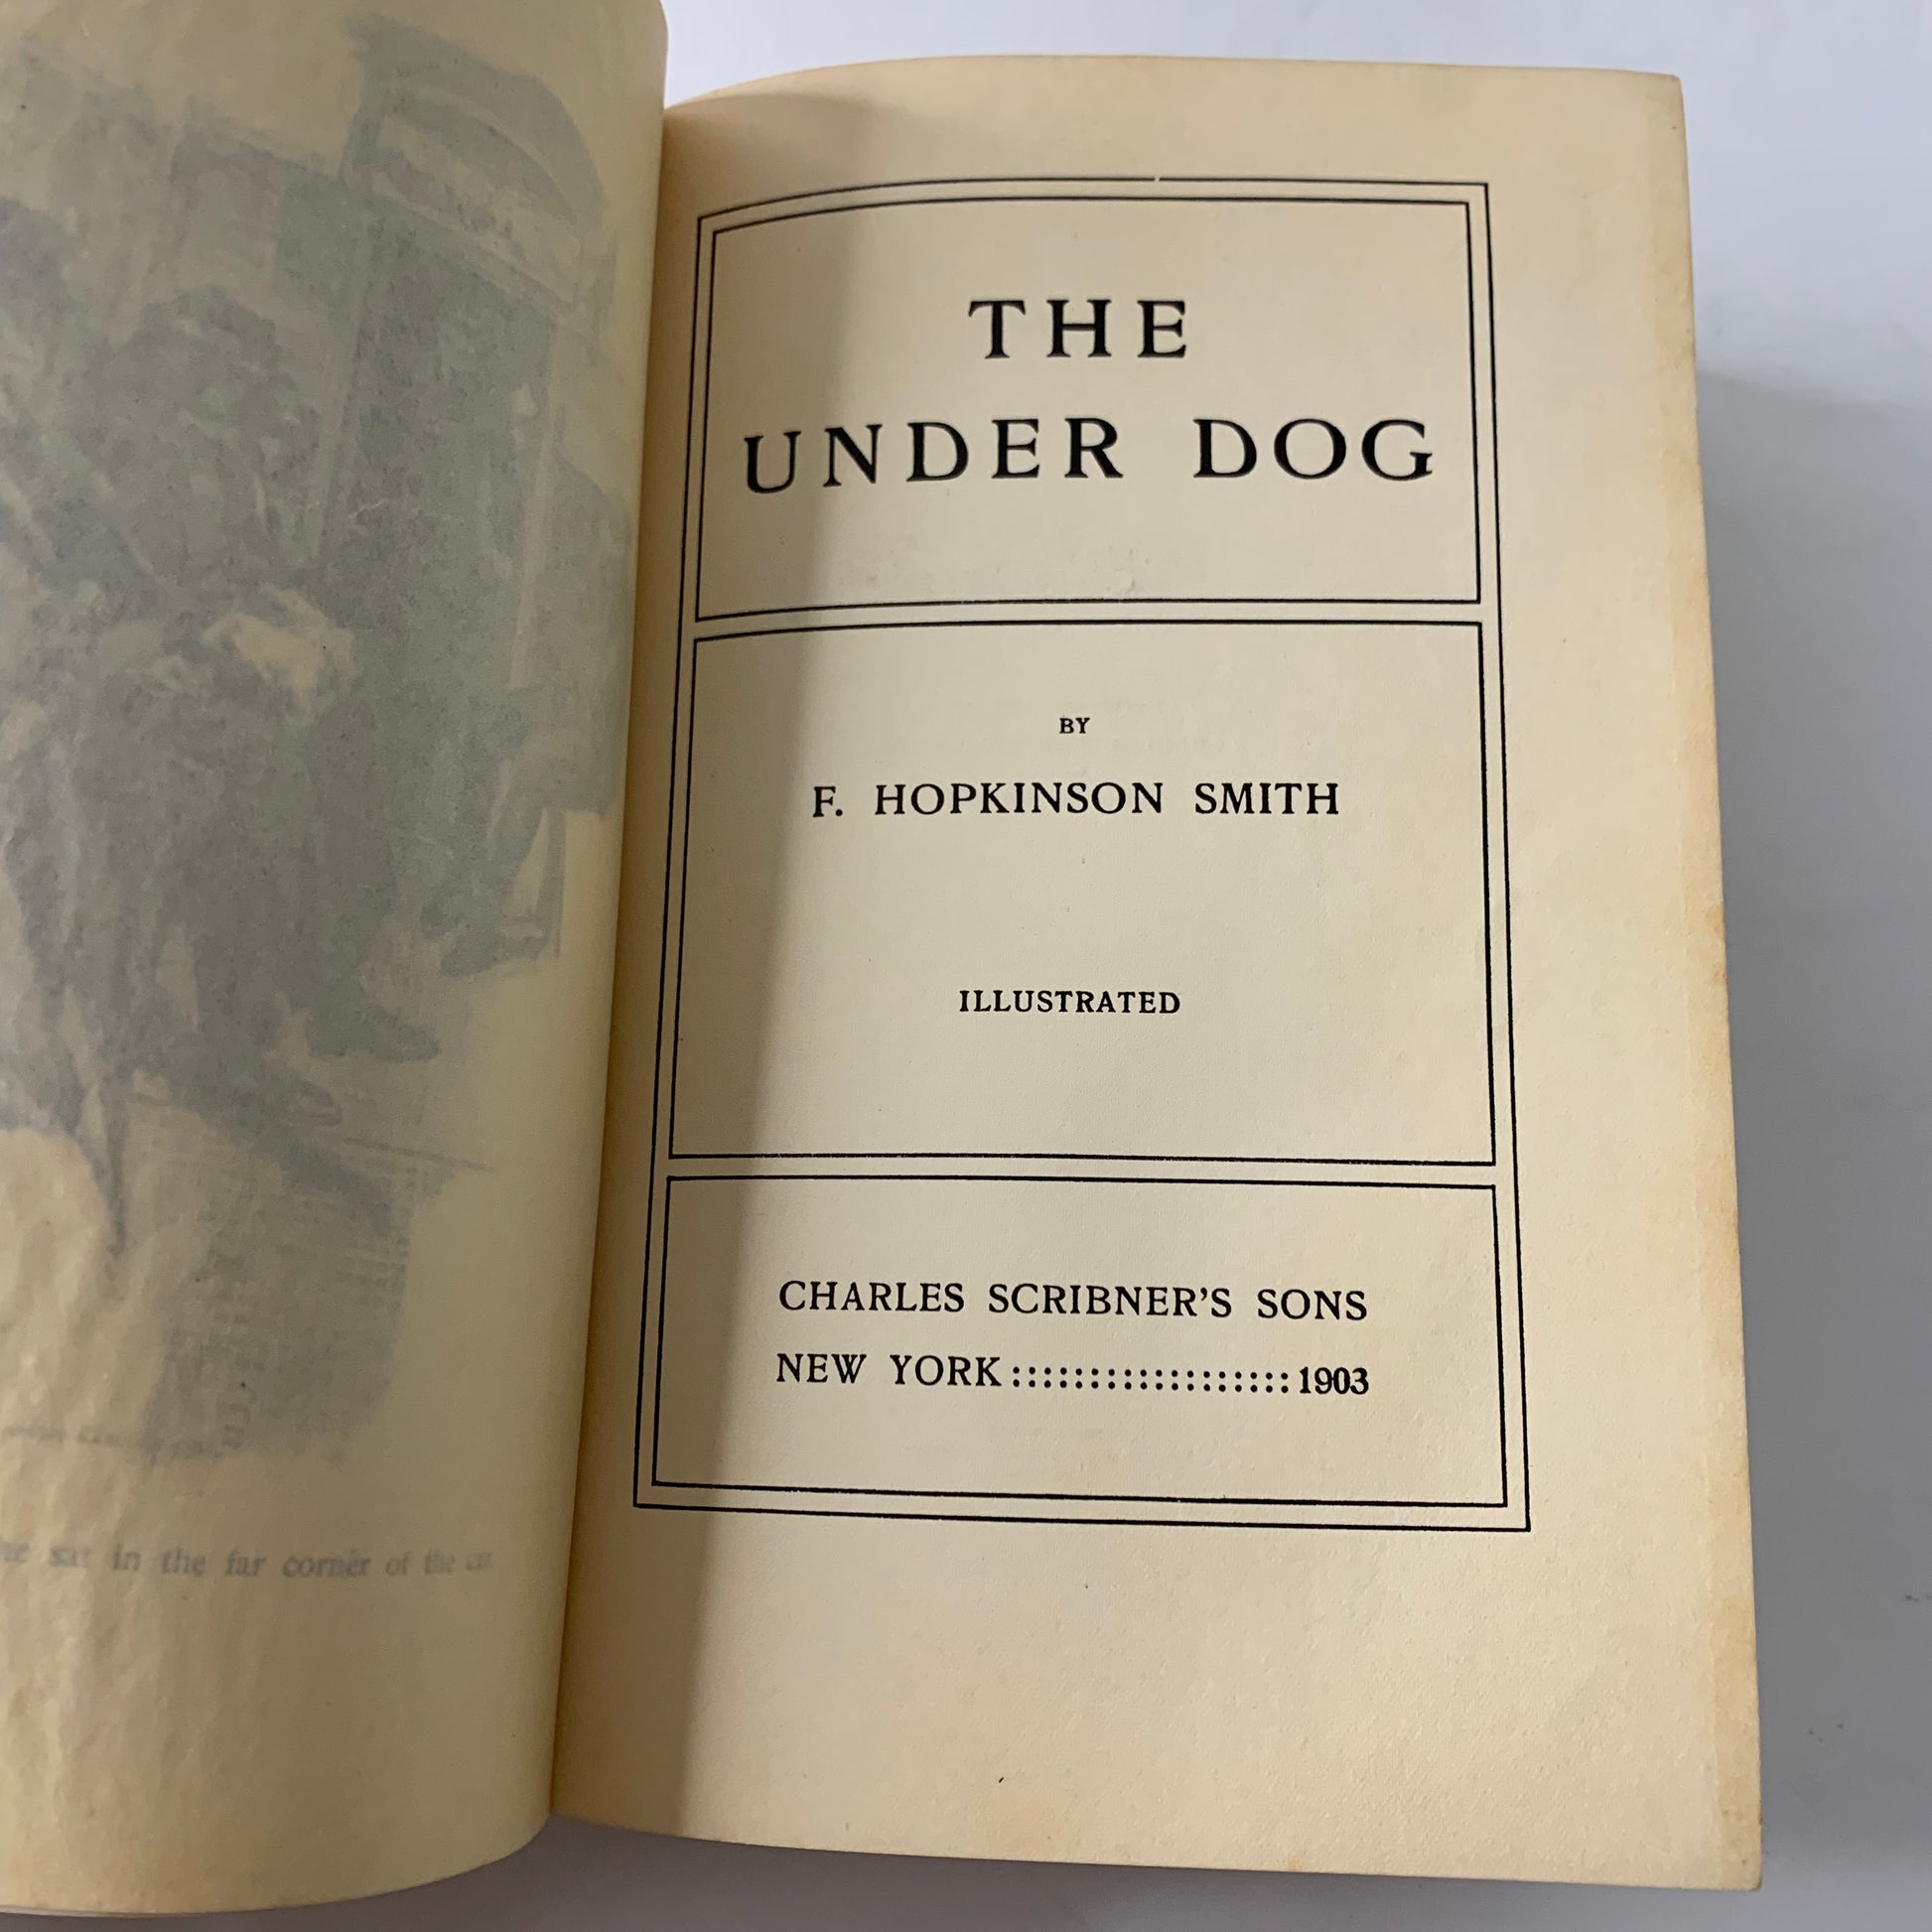 sat in the far corner of the car
THE
UNDER DOG
BY
F. HOPKINSON SMITH
ILLUSTRATED
CHARLES SCRIBNER'S SONS
NEW YORK::::::::::::::::::1903